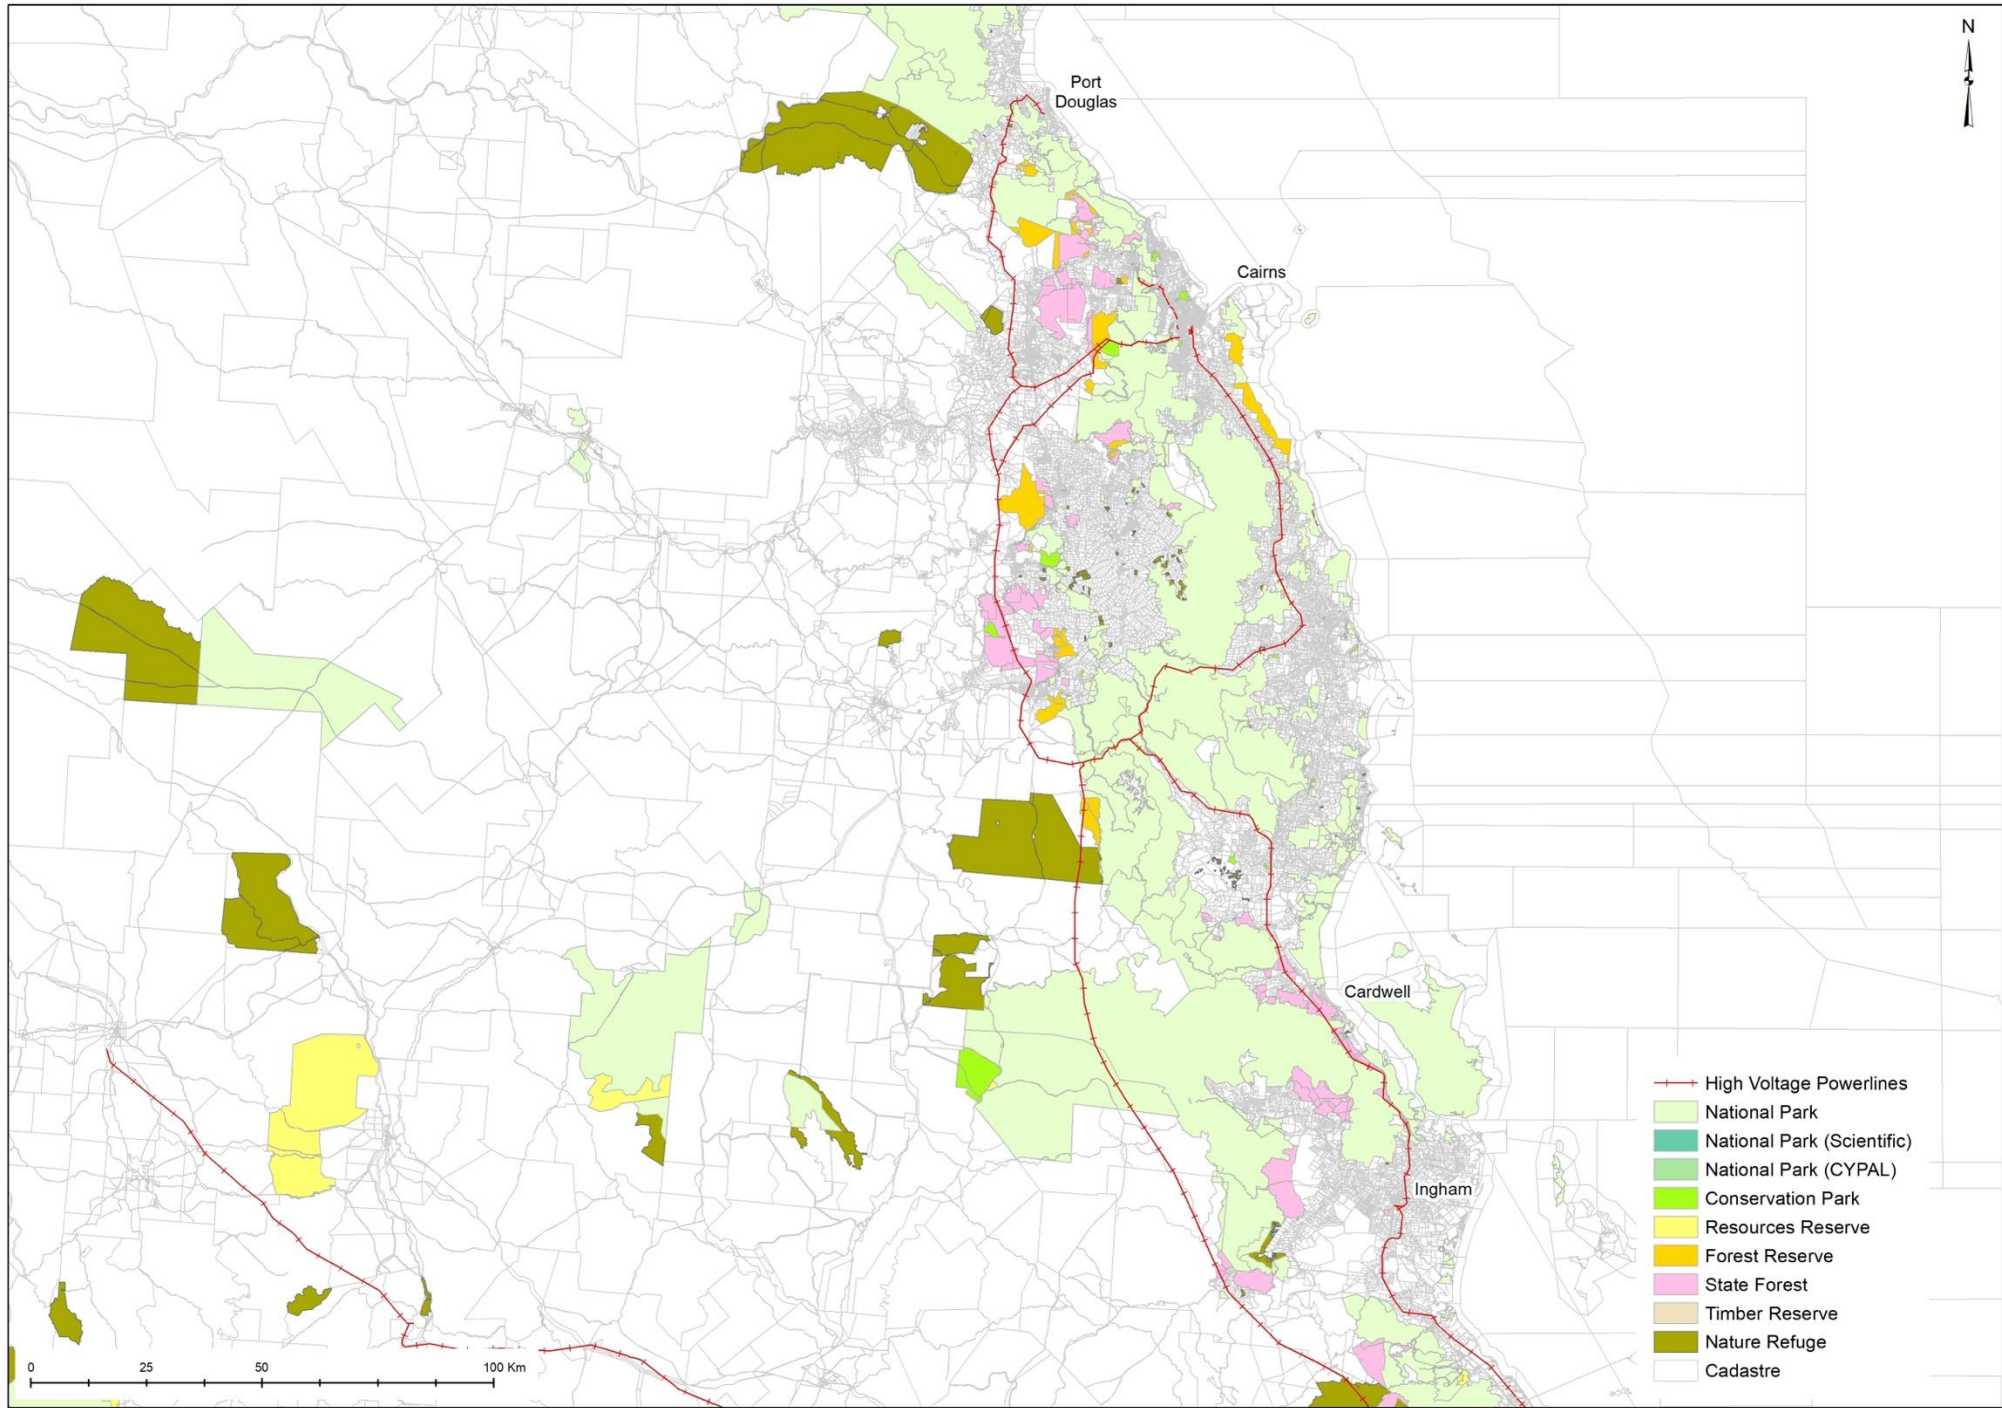 N
Port
Douglas
Cairns
Cardwell
Ingham
High Voltage Powerlines
National Park
National Park (Scientific)
National Park (CYPAL)
Conservation Park
Resources Reserve
Forest Reserve
State Forest
Timber Reserve
Nature Refuge
Cadastre
0 25 50 100 Km